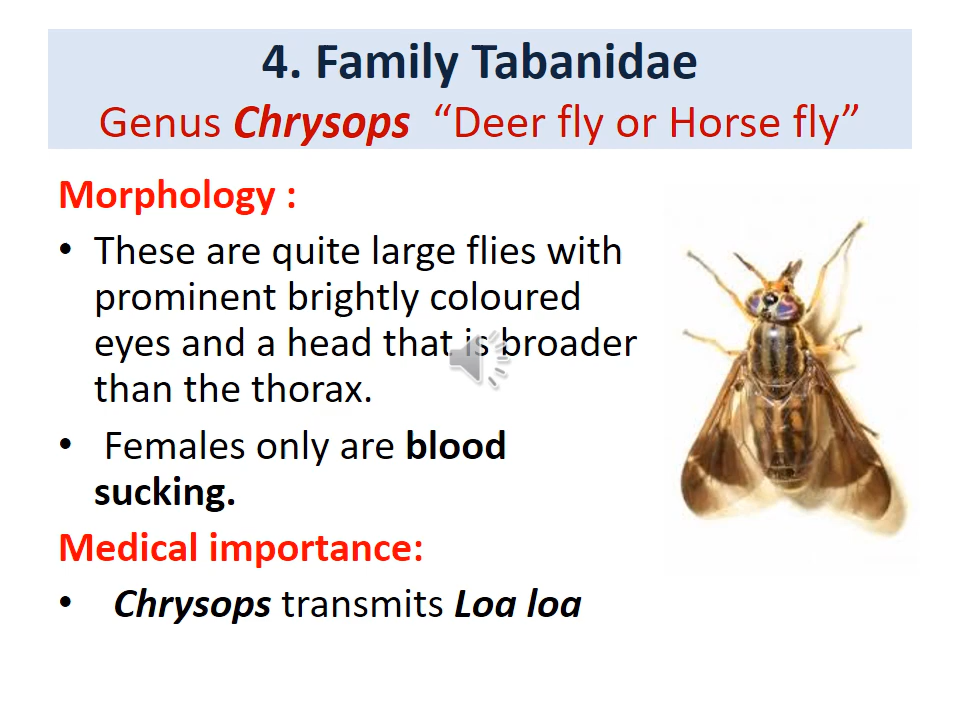 4. Family Tabanidae
Genus Chrysops “Deer fly or Horse fly”
Morphology :
• These are quite large flies with
prominent brightly coloured
eyes and a head that is broader
than the thorax.
• Females only are blood
sucking.
Medical importance:
• Chrysops transmits Loa loa